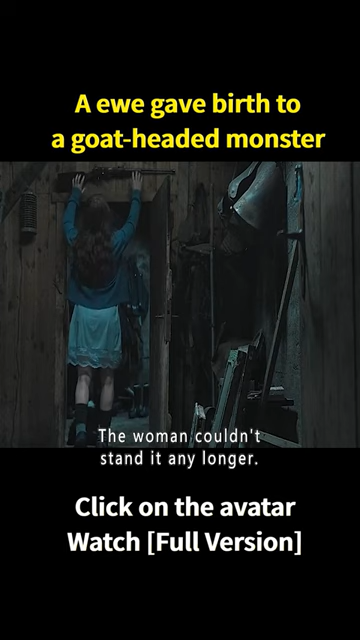 A ewe gave birth to
a goat-headed monster
The woman couldn't
stand it any longer.
Click on the avatar
Watch [Full Version]